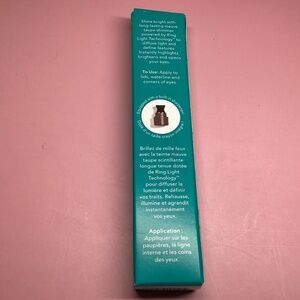 Shine bright with
long-lasting mauve
taupe shimmer
powered by Ring
Light Technology™ to
diffuse light and
define features.
Instantly highlights,
brightens and opens
your eyes.
To Use: Apply to
lids, waterline and
corners of eyes.
Brillez de mille feux
avec la teinte mauve
taupe scintillante
longue tenue dotée
de Ring Light
Technology™
pour diffuser la
lumière et définir
vos traits. Rehausse,
illumine et agrandit
instantanément
vos yeux.
Application :
Appliquer sur les
paupières, la ligne
interne et les coins
des yeux.